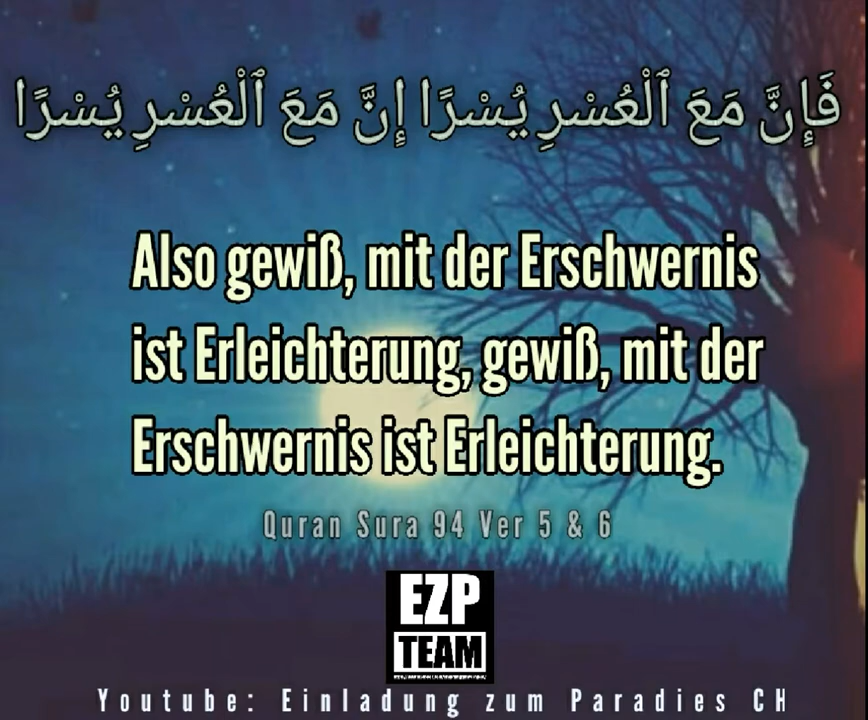 فَإِنَّ مَعَ ٱلْعُسْرِ يُسْرًا إِنَّ مَعَ ٱلْعُسْرِ يُسْرًا
Also gewiß, mit der Erschwernis
ist Erleichterung, gewiß, mit der
Erschwernis ist Erleichterung.
Quran Sura 94 Ver 5 & 6
EZP
TEAM
Youtube: Einladung zum Paradies CH